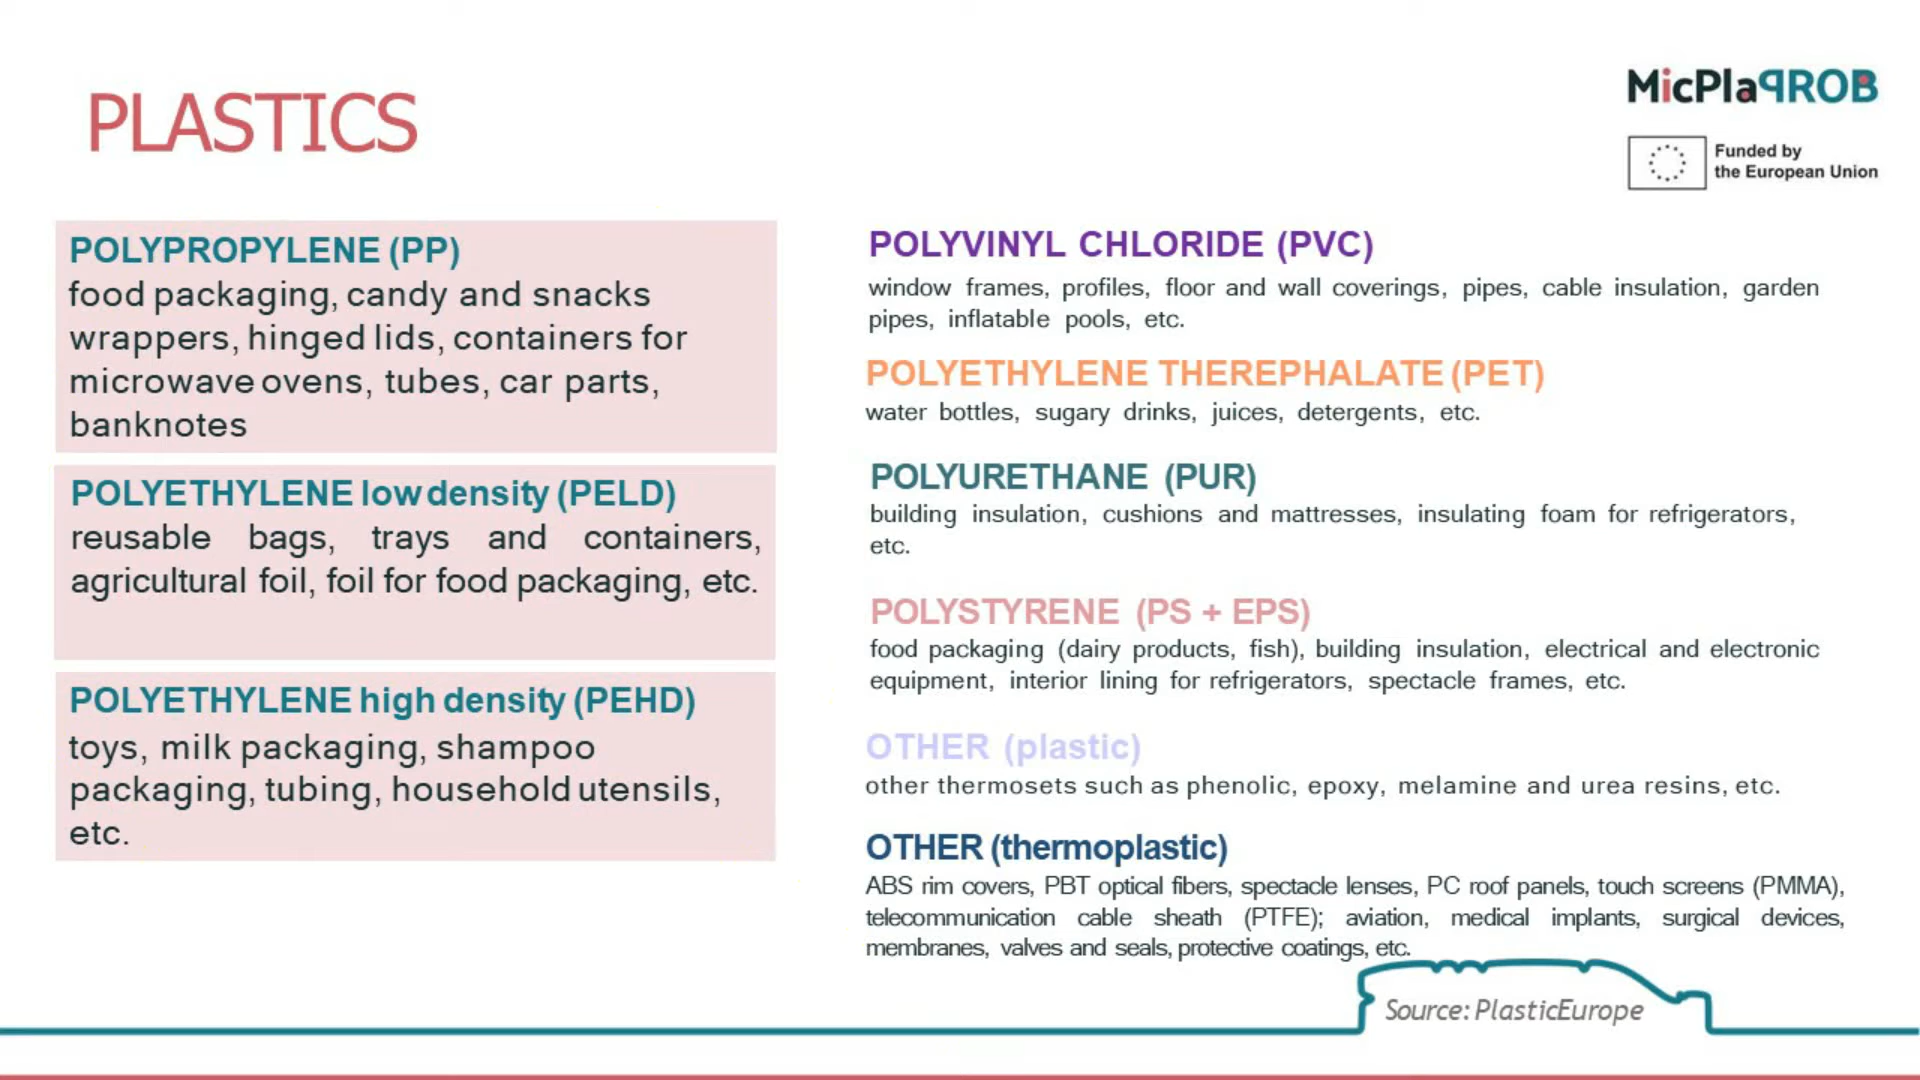 PLASTICS
MicPlaPROB
Funded by
the European Union
POLYPROPYLENE (PP)
food packaging, candy and snacks
wrappers, hinged lids, containers for
microwave ovens, tubes, car parts,
banknotes
POLYETHYLENE low density (PELD)
reusable bags, trays and containers,
agricultural foil, foil for food packaging, etc.
POLYETHYLENE high density (PEHD)
toys, milk packaging, shampoo
packaging, tubing, household utensils,
etc.
POLYVINYL CHLORIDE (PVC)
window frames, profiles, floor and wall coverings, pipes, cable insulation, garden
pipes, inflatable pools, etc.
POLYETHYLENE THEREPHALATE (PET)
water bottles, sugary drinks, juices, detergents, etc.
POLYURETHANE (PUR)
building insulation, cushions and mattresses, insulating foam for refrigerators,
etc.
POLYSTYRENE (PS + EPS)
food packaging (dairy products, fish), building insulation, electrical and electronic
equipment, interior lining for refrigerators, spectacle frames, etc.
OTHER (plastic)
other thermosets such as phenolic, epoxy, melamine and urea resins, etc.
OTHER (thermoplastic)
ABS rim covers, PBT optical fibers, spectacle lenses, PC roof panels, touch screens (PMMA),
telecommunication cable sheath (PTFE); aviation, medical implants, surgical devices,
membranes, valves and seals, protective coatings, etc.
Source: PlasticEurope